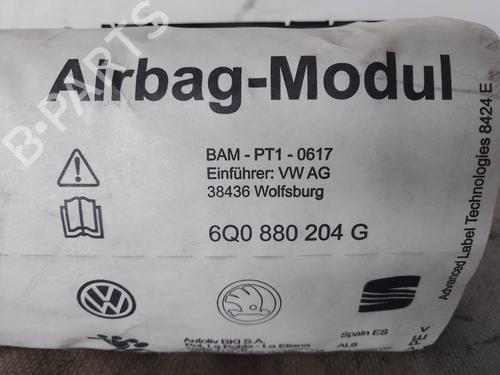 Airbag-Modul
BAM - PT1 - 0617
Einführer: VW AG
38436 Wolfsburg
6Q0 880 204 G
Advanced Label Technologies 8424 E
B-PARTS
Autoliv BKI S.A.
Spain ES